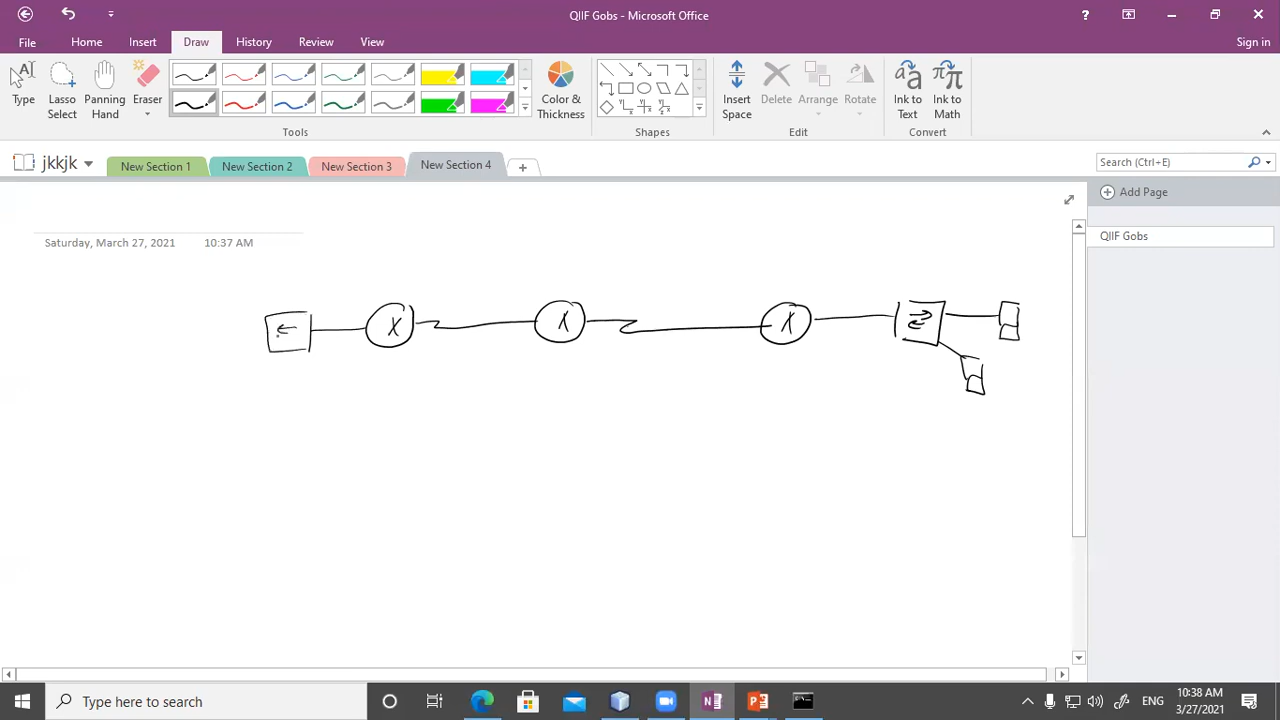 QIIF Gobs - Microsoft Office
File Home Insert Draw History Review View Sign in
Type
Lasso Select
Panning Hand
Eraser
Color & Thickness
Insert Space
Delete
Arrange
Rotate
Ink to Text
Ink to Math
Tools Shapes Edit Convert
jkkjk New Section 1 New Section 2 New Section 3 New Section 4
Search (Ctrl+E)
Add Page
QIIF Gobs
Saturday, March 27, 2021 10:37 AM
X X X
Type here to search
ENG
10:38 AM
3/27/2021